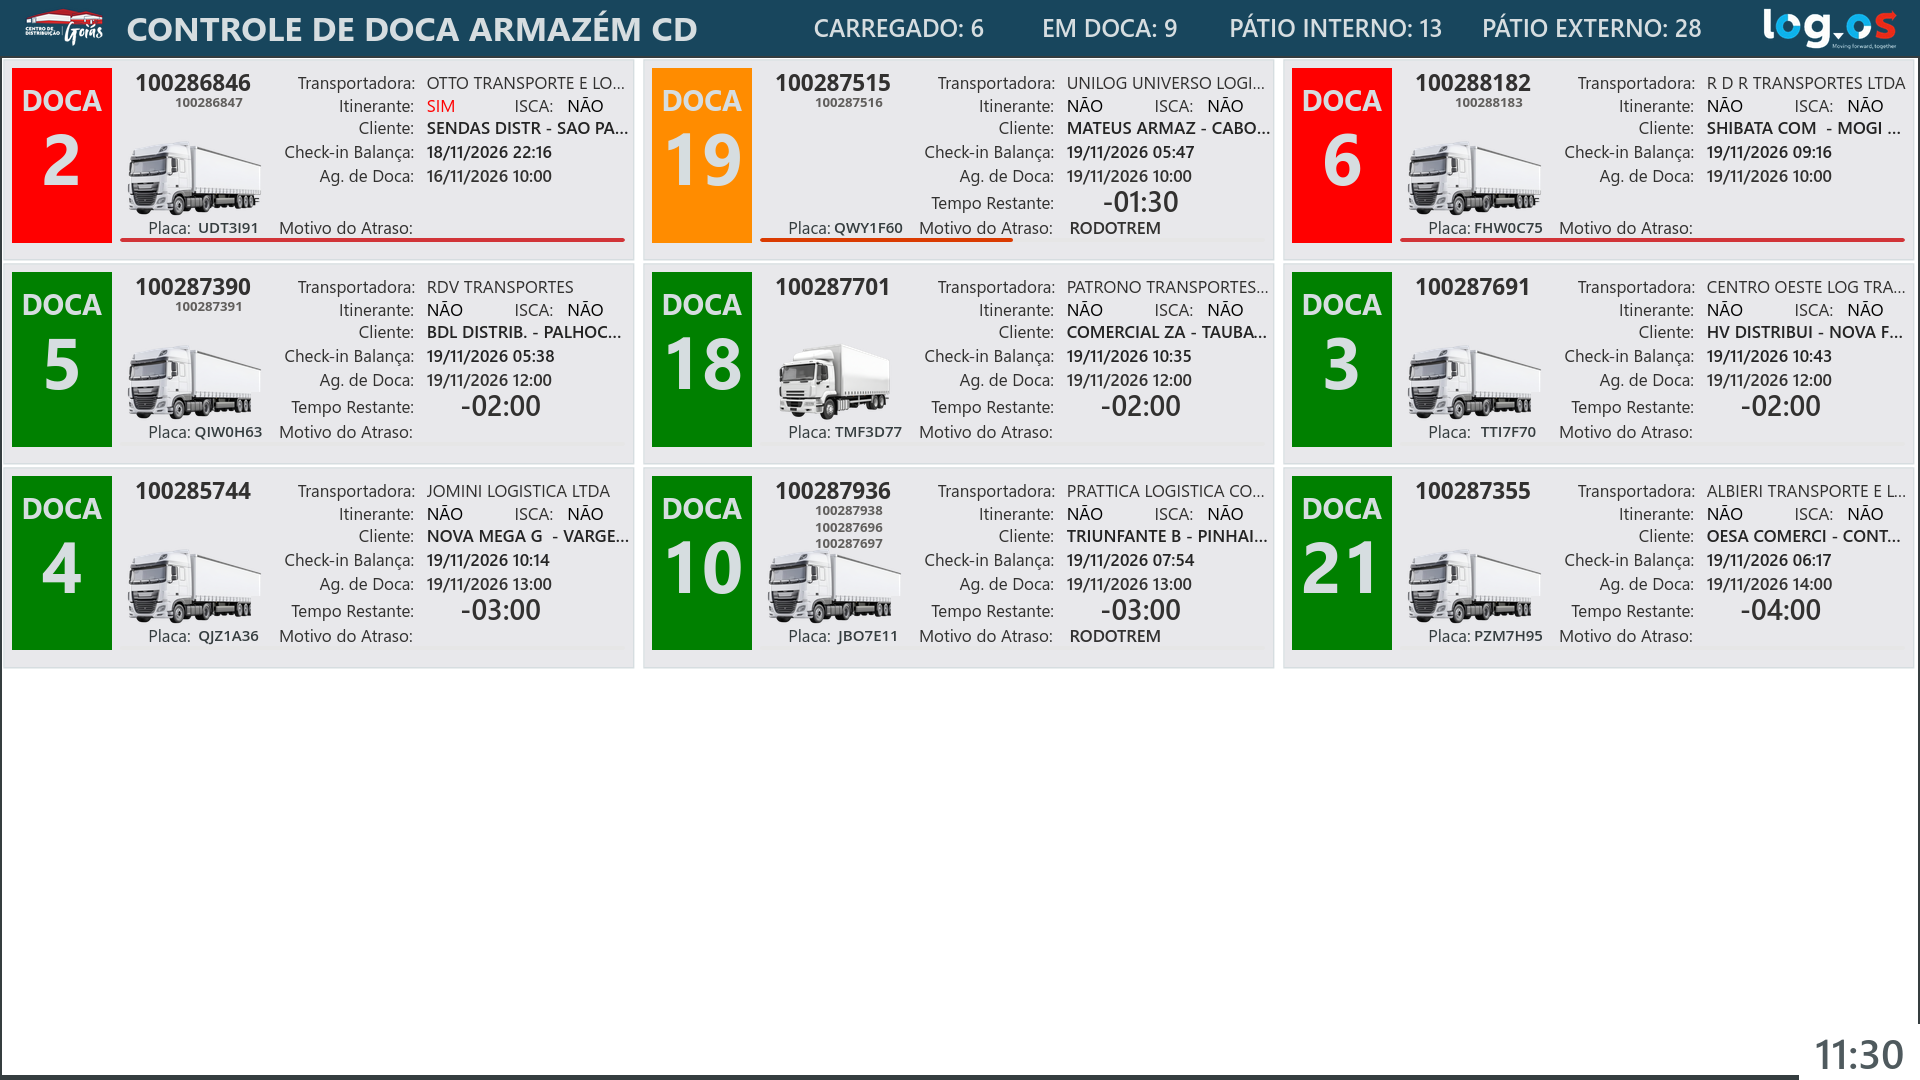 CENTRO DE DISTRIBUIÇÃO Goiás
CONTROLE DE DOCA ARMAZÉM CD
CARREGADO: 6
EM DOCA: 9
PÁTIO INTERNO: 13
PÁTIO EXTERNO: 28
log.os
Moving forward, together
DOCA
2
100286846
100286847
Transportadora: OTTO TRANSPORTE E LO...
Itinerante: SIM ISCA: NÃO
Cliente: SENDAS DISTR - SAO PA...
Check-in Balança: 18/11/2026 22:16
Ag. de Doca: 16/11/2026 10:00
Placa: UDT3I91 Motivo do Atraso:
DOCA
19
100287515
100287516
Transportadora: UNILOG UNIVERSO LOGI...
Itinerante: NÃO ISCA: NÃO
Cliente: MATEUS ARMAZ - CABO...
Check-in Balança: 19/11/2026 05:47
Ag. de Doca: 19/11/2026 10:00
Tempo Restante: -01:30
Placa: QWY1F60 Motivo do Atraso: RODOTREM
DOCA
6
100288182
100288183
Transportadora: R D R TRANSPORTES LTDA
Itinerante: NÃO ISCA: NÃO
Cliente: SHIBATA COM - MOGI ...
Check-in Balança: 19/11/2026 09:16
Ag. de Doca: 19/11/2026 10:00
Placa: FHW0C75 Motivo do Atraso:
DOCA
5
100287390
100287391
Transportadora: RDV TRANSPORTES
Itinerante: NÃO ISCA: NÃO
Cliente: BDL DISTRIB. - PALHOC...
Check-in Balança: 19/11/2026 05:38
Ag. de Doca: 19/11/2026 12:00
Tempo Restante: -02:00
Placa: QIW0H63 Motivo do Atraso:
DOCA
18
100287701
Transportadora: PATRONO TRANSPORTES...
Itinerante: NÃO ISCA: NÃO
Cliente: COMERCIAL ZA - TAUBA...
Check-in Balança: 19/11/2026 10:35
Ag. de Doca: 19/11/2026 12:00
Tempo Restante: -02:00
Placa: TMF3D77 Motivo do Atraso:
DOCA
3
100287691
Transportadora: CENTRO OESTE LOG TRA...
Itinerante: NÃO ISCA: NÃO
Cliente: HV DISTRIBUI - NOVA F...
Check-in Balança: 19/11/2026 10:43
Ag. de Doca: 19/11/2026 12:00
Tempo Restante: -02:00
Placa: TTI7F70 Motivo do Atraso:
DOCA
4
100285744
Transportadora: JOMINI LOGISTICA LTDA
Itinerante: NÃO ISCA: NÃO
Cliente: NOVA MEGA G - VARGE...
Check-in Balança: 19/11/2026 10:14
Ag. de Doca: 19/11/2026 13:00
Tempo Restante: -03:00
Placa: QJZ1A36 Motivo do Atraso:
DOCA
10
100287936
100287938
100287696
100287697
Transportadora: PRATTICA LOGISTICA CO...
Itinerante: NÃO ISCA: NÃO
Cliente: TRIUNFANTE B - PINHAI...
Check-in Balança: 19/11/2026 07:54
Ag. de Doca: 19/11/2026 13:00
Tempo Restante: -03:00
Placa: JBO7E11 Motivo do Atraso: RODOTREM
DOCA
21
100287355
Transportadora: ALBIERI TRANSPORTE E L...
Itinerante: NÃO ISCA: NÃO
Cliente: OESA COMERCI - CONT...
Check-in Balança: 19/11/2026 06:17
Ag. de Doca: 19/11/2026 14:00
Tempo Restante: -04:00
Placa: PZM7H95 Motivo do Atraso:
11:30